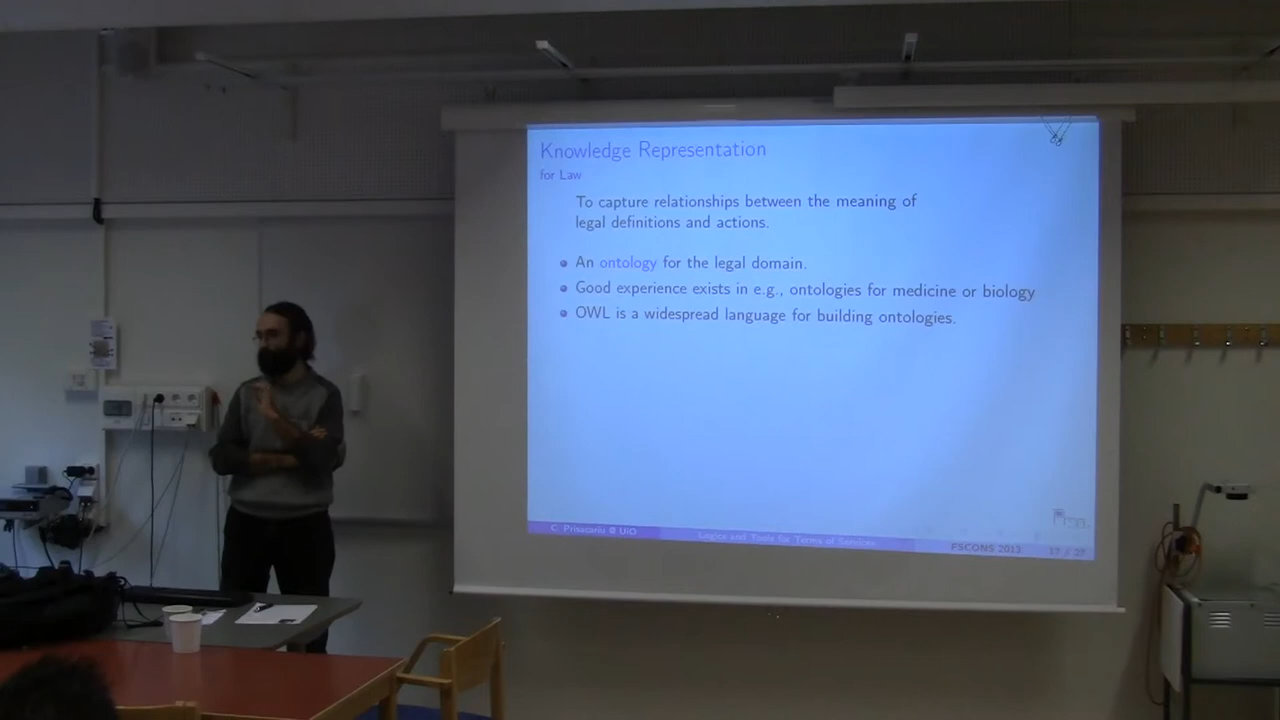 Knowledge Representation
for Law
To capture relationships between the meaning of
legal definitions and actions.
An ontology for the legal domain.
Good experience exists in e.g., ontologies for medicine or biology
OWL is a widespread language for building ontologies.
C. Prisacariu @ UiO
Logics and Tools for Terms of Services
FSCONS 2013
17 / 27